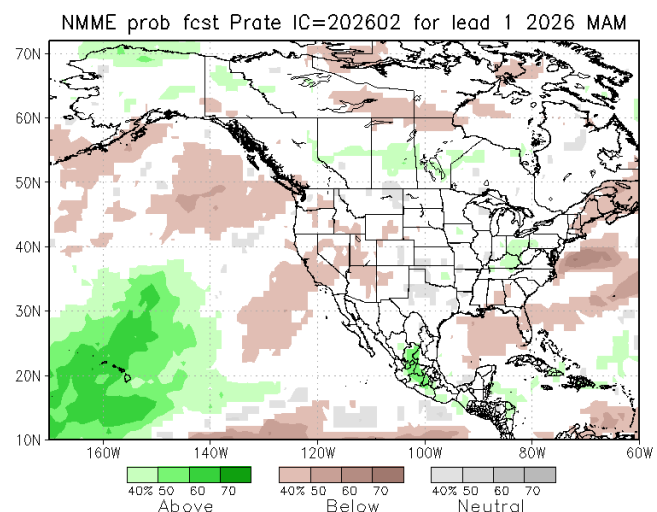 NMME prob fcst Prate IC=202602 for lead 1 2026 MAM
70N
60N
50N
40N
30N
20N
10N
160W 140W 120W 100W 80W 60W
40% 50 60 70 40% 50 60 70 40% 50 60 70
Above Below Neutral